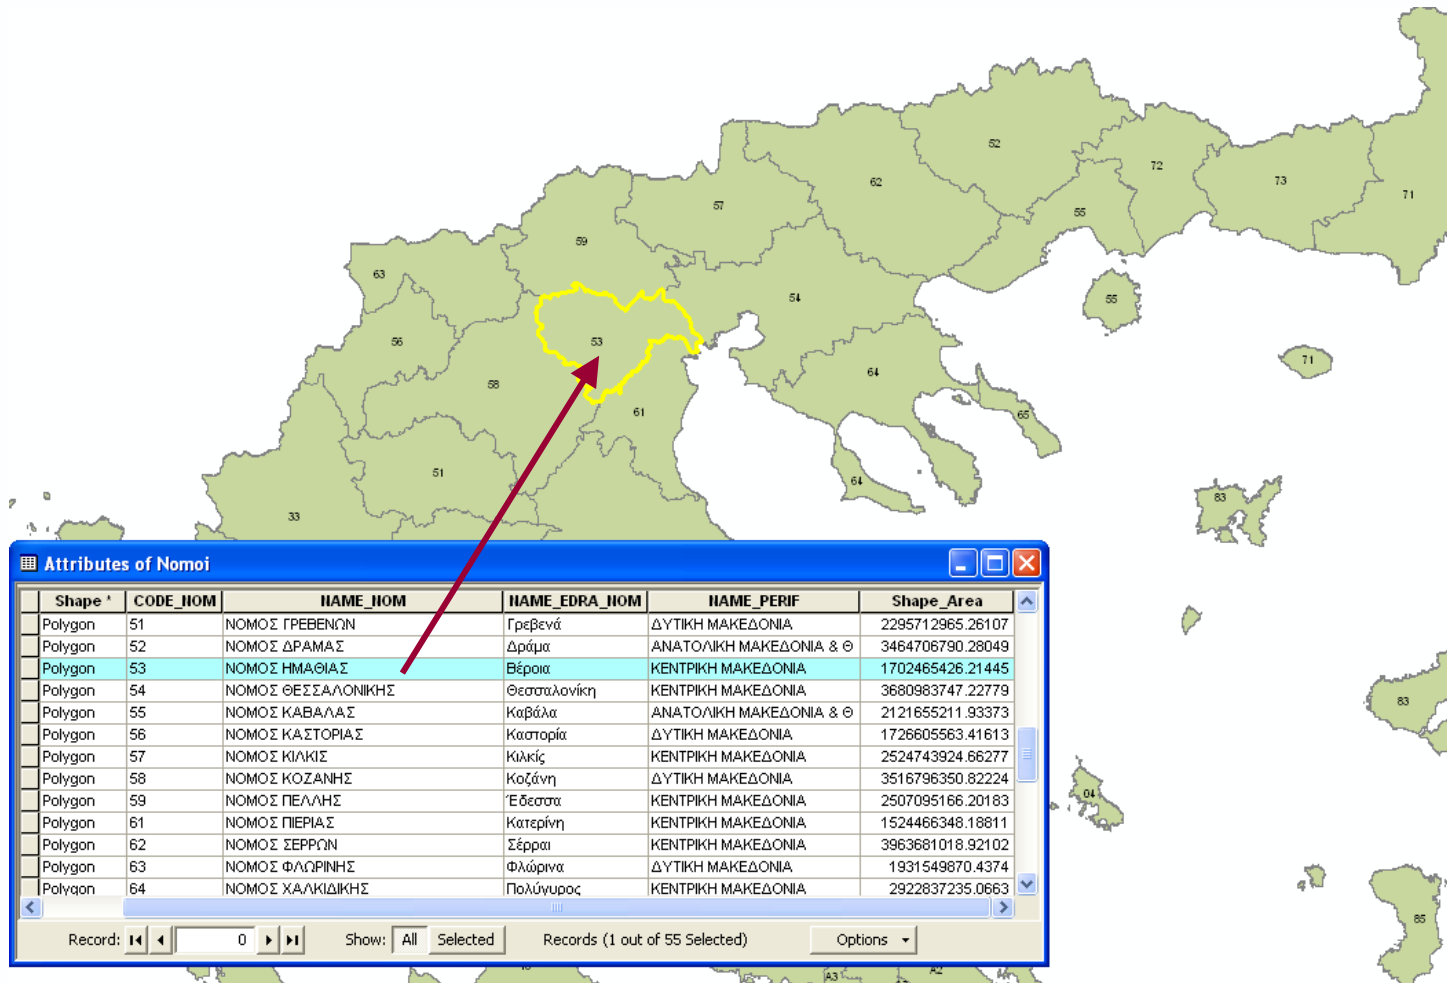 52
72
73
62
71
57
55
59
63
54
55
53
56
71
64
58
65
61
51
64
83
33
Attributes of Nomoi
Shape * CODE_NOM NAME_NOM NAME_EDRA_NOM NAME_PERIF Shape_Area
Polygon 51 ΝΟΜΟΣ ΓΡΕΒΕΝΩΝ Γρεβενά ΔΥΤΙΚΗ ΜΑΚΕΔΟΝΙΑ 2295712965.26107
Polygon 52 ΝΟΜΟΣ ΔΡΑΜΑΣ Δράμα ΑΝΑΤΟΛΙΚΗ ΜΑΚΕΔΟΝΙΑ & Θ 3464706790.28049
Polygon 53 ΝΟΜΟΣ ΗΜΑΘΙΑΣ Βέροια ΚΕΝΤΡΙΚΗ ΜΑΚΕΔΟΝΙΑ 1702465426.21445
Polygon 54 ΝΟΜΟΣ ΘΕΣΣΑΛΟΝΙΚΗΣ Θεσσαλονίκη ΚΕΝΤΡΙΚΗ ΜΑΚΕΔΟΝΙΑ 3680983747.22779
Polygon 55 ΝΟΜΟΣ ΚΑΒΑΛΑΣ Καβάλα ΑΝΑΤΟΛΙΚΗ ΜΑΚΕΔΟΝΙΑ & Θ 2121655211.93373
Polygon 56 ΝΟΜΟΣ ΚΑΣΤΟΡΙΑΣ Καστορία ΔΥΤΙΚΗ ΜΑΚΕΔΟΝΙΑ 1726605563.41613
Polygon 57 ΝΟΜΟΣ ΚΙΛΚΙΣ Κιλκίς ΚΕΝΤΡΙΚΗ ΜΑΚΕΔΟΝΙΑ 2524743924.66277
Polygon 58 ΝΟΜΟΣ ΚΟΖΑΝΗΣ Κοζάνη ΔΥΤΙΚΗ ΜΑΚΕΔΟΝΙΑ 3516796350.82224
Polygon 59 ΝΟΜΟΣ ΠΕΛΛΗΣ Έδεσσα ΚΕΝΤΡΙΚΗ ΜΑΚΕΔΟΝΙΑ 2507095166.20183
Polygon 61 ΝΟΜΟΣ ΠΙΕΡΙΑΣ Κατερίνη ΚΕΝΤΡΙΚΗ ΜΑΚΕΔΟΝΙΑ 1524466348.18811
Polygon 62 ΝΟΜΟΣ ΣΕΡΡΩΝ Σέρραι ΚΕΝΤΡΙΚΗ ΜΑΚΕΔΟΝΙΑ 3963681018.92102
Polygon 63 ΝΟΜΟΣ ΦΛΩΡΙΝΗΣ Φλώρινα ΔΥΤΙΚΗ ΜΑΚΕΔΟΝΙΑ 1931549870.4374
Polygon 64 ΝΟΜΟΣ ΧΑΛΚΙΔΙΚΗΣ Πολύγυρος ΚΕΝΤΡΙΚΗ ΜΑΚΕΔΟΝΙΑ 2922837235.0663
Record: 0 Show: All Selected Records (1 out of 55 Selected) Options
83
04
85
A3
A2